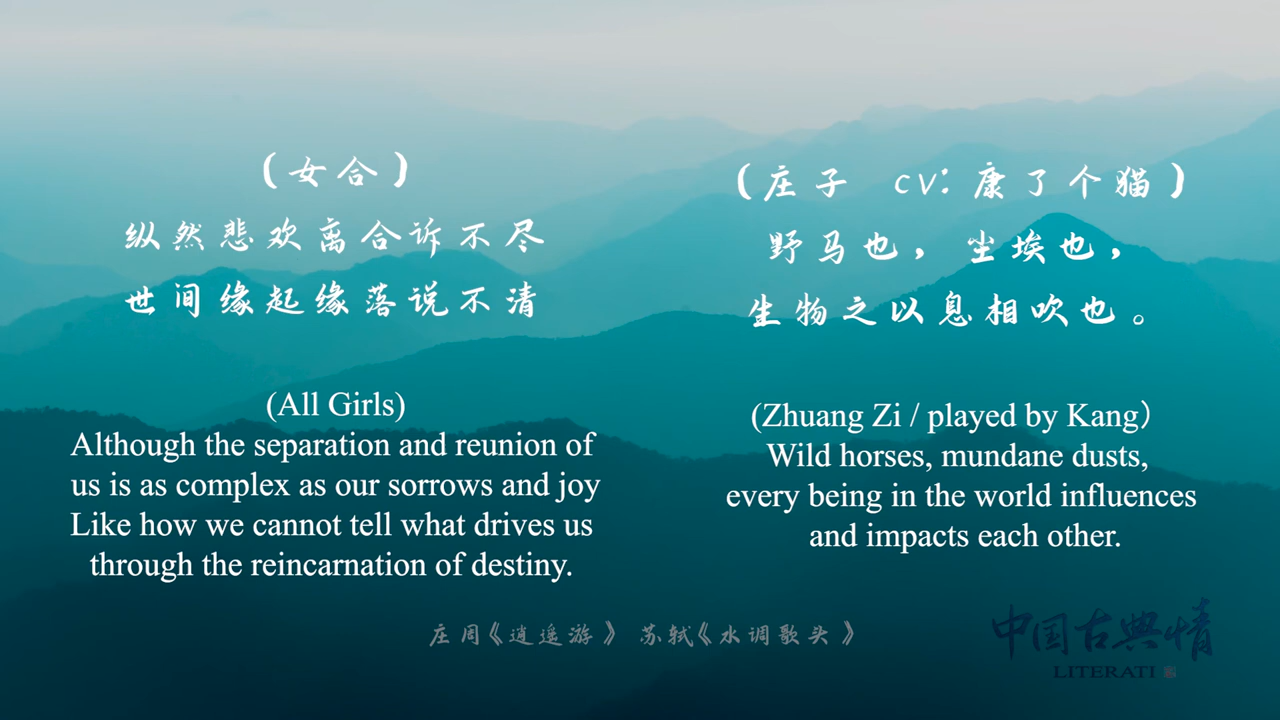 （女合）
纵然悲欢离合诉不尽
世间缘起缘落说不清
(All Girls)
Although the separation and reunion of
us is as complex as our sorrows and joy
Like how we cannot tell what drives us
through the reincarnation of destiny.
（庄子 cv：康了个猫）
野马也，尘埃也，
生物之以息相吹也。
(Zhuang Zi / played by Kang）
Wild horses, mundane dusts,
every being in the world influences
and impacts each other.
庄周《逍遥游》 苏轼《水调歌头》
中国古典情
LITERATI